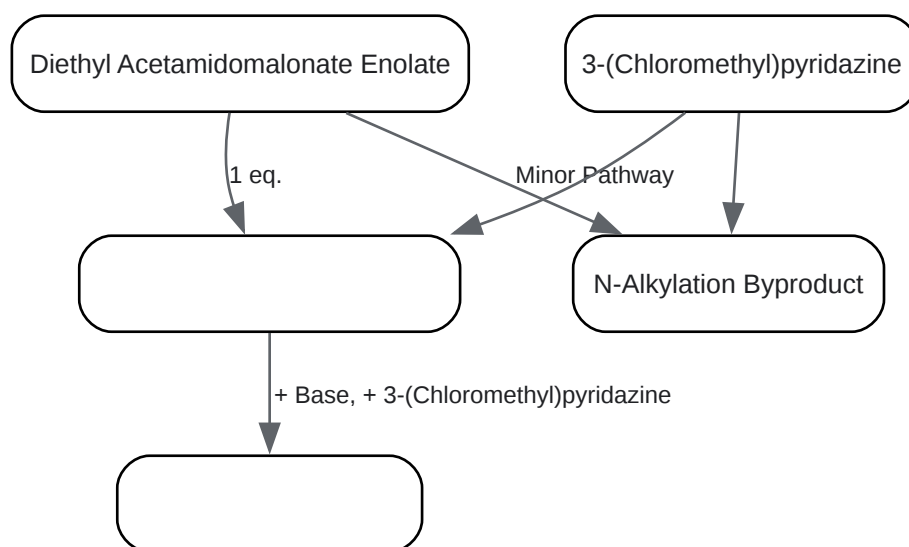 Diethyl Acetamidomalonate Enolate
3-(Chloromethyl)pyridazine
1 eq.
Minor Pathway
N-Alkylation Byproduct
+ Base, + 3-(Chloromethyl)pyridazine